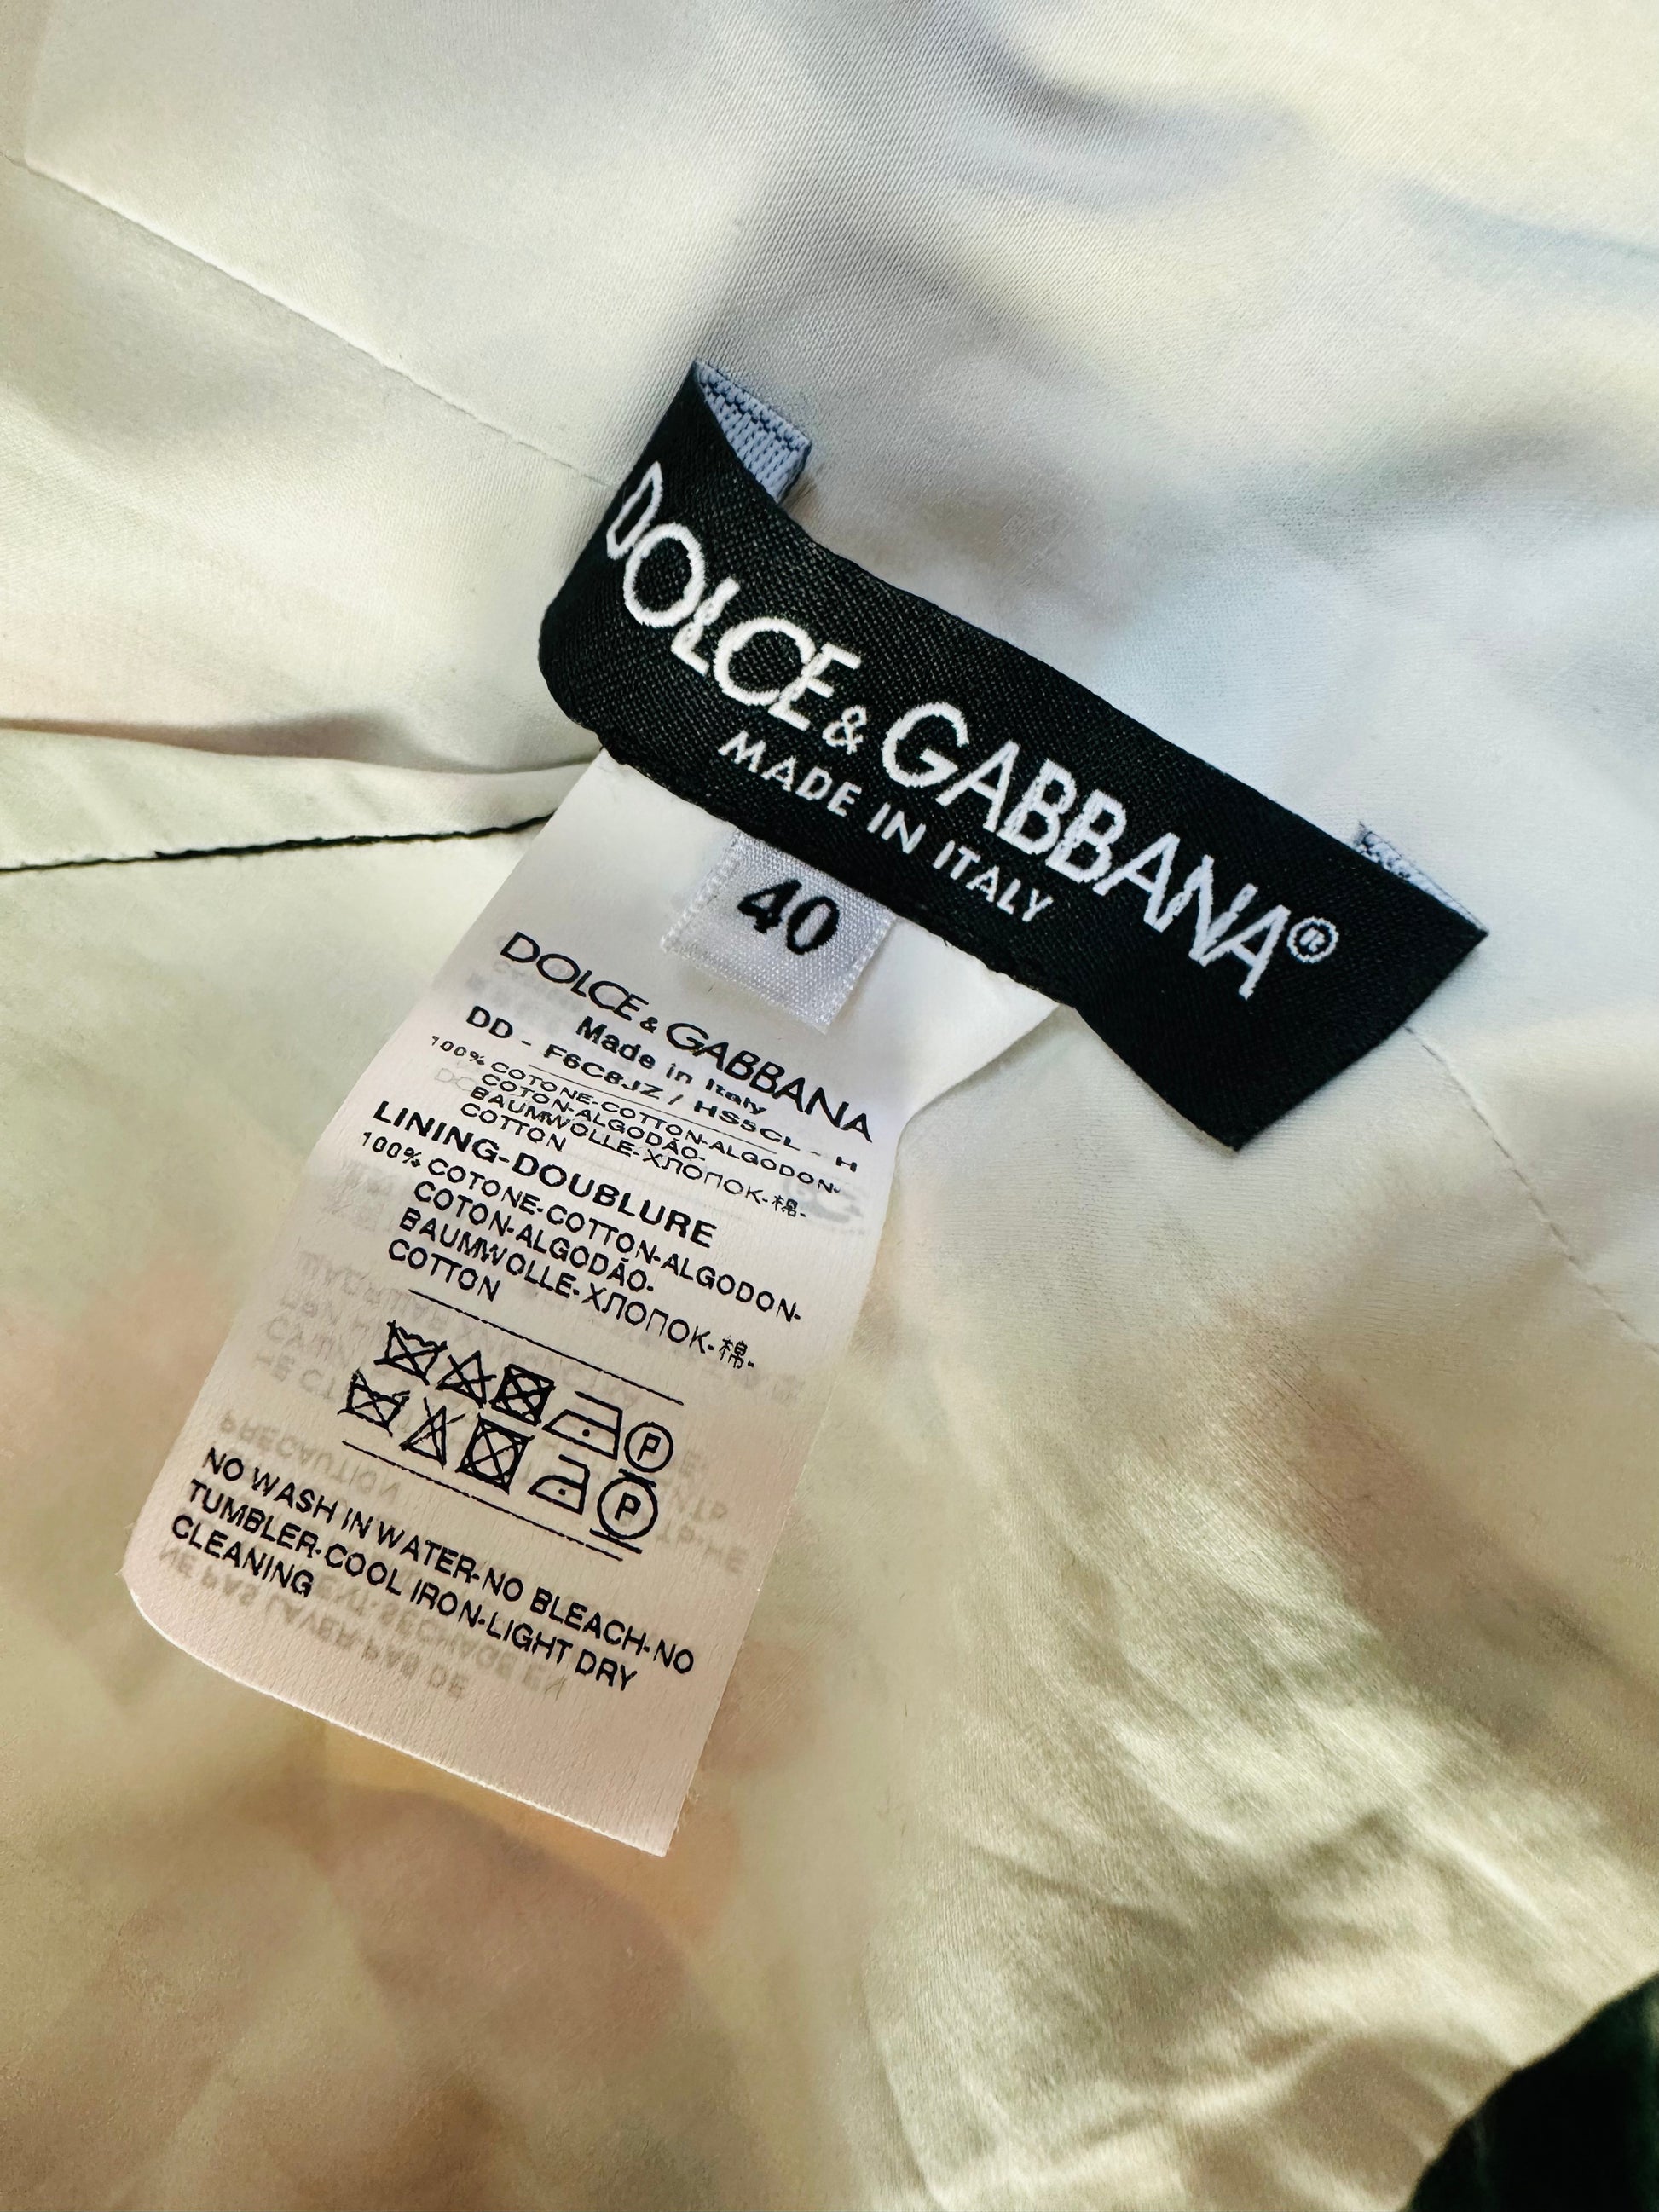 DOLCE & GABBANA®
MADE IN ITALY
40
DOLCE & GABBANA
Made in Italy
DD - F6C8JZ / HS5CL - H
100% COTONE-COTTON-ALGODON-
COTON-ALGODÃO-
BAUMWOLLE-ХЛОПОК-棉-
COTTON
LINING-DOUBLURE
100% COTONE-COTTON-ALGODON-
COTON-ALGODÃO-
BAUMWOLLE-ХЛОПОК-棉-
COTTON
P
P
NO WASH IN WATER-NO BLEACH-NO
TUMBLER-COOL IRON-LIGHT DRY
CLEANING